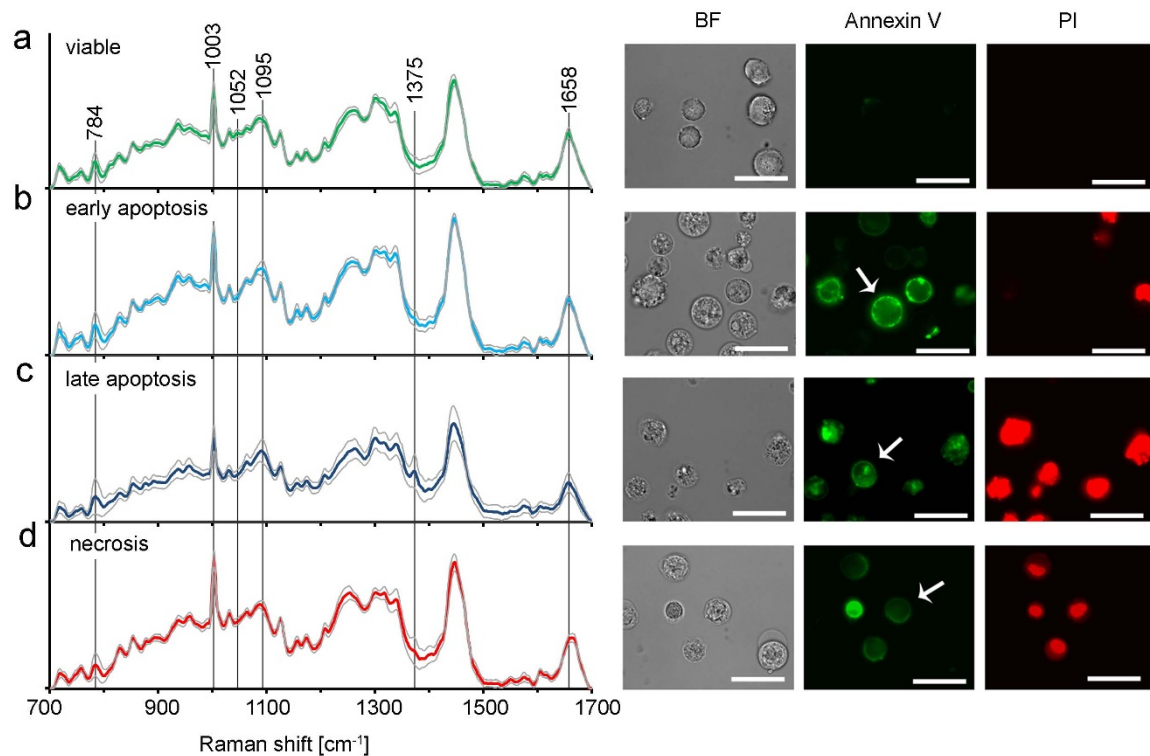 BF Annexin V PI
a viable
784
1003
1052
1095
1375
1658
b early apoptosis
c late apoptosis
d necrosis
700 900 1100 1300 1500 1700
Raman shift [cm⁻¹]